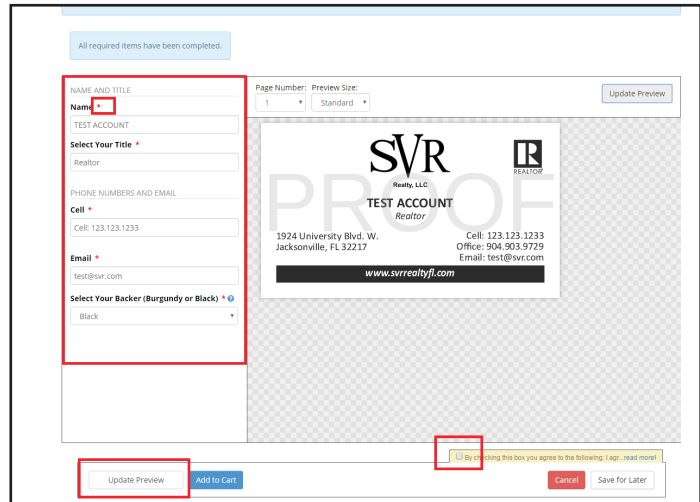 All required items have been completed.
NAME AND TITLE
Name *
TEST ACCOUNT
Select Your Title *
Realtor
PHONE NUMBERS AND EMAIL
Cell *
Cell: 123.123.1233
Email *
test@svr.com
Select Your Backer (Burgundy or Black) * ?
Black
Page Number: Preview Size:
1 Standard
Update Preview
PROOF
SVR
Realty, LLC
R
REALTOR®
TEST ACCOUNT
Realtor
1924 University Blvd. W.
Jacksonville, FL 32217
Cell: 123.123.1233
Office: 904.903.9729
Email: test@svr.com
www.svrrealtyfl.com
By checking this box you agree to the following: I agr...read more!
Update Preview Add to Cart Cancel Save for Later